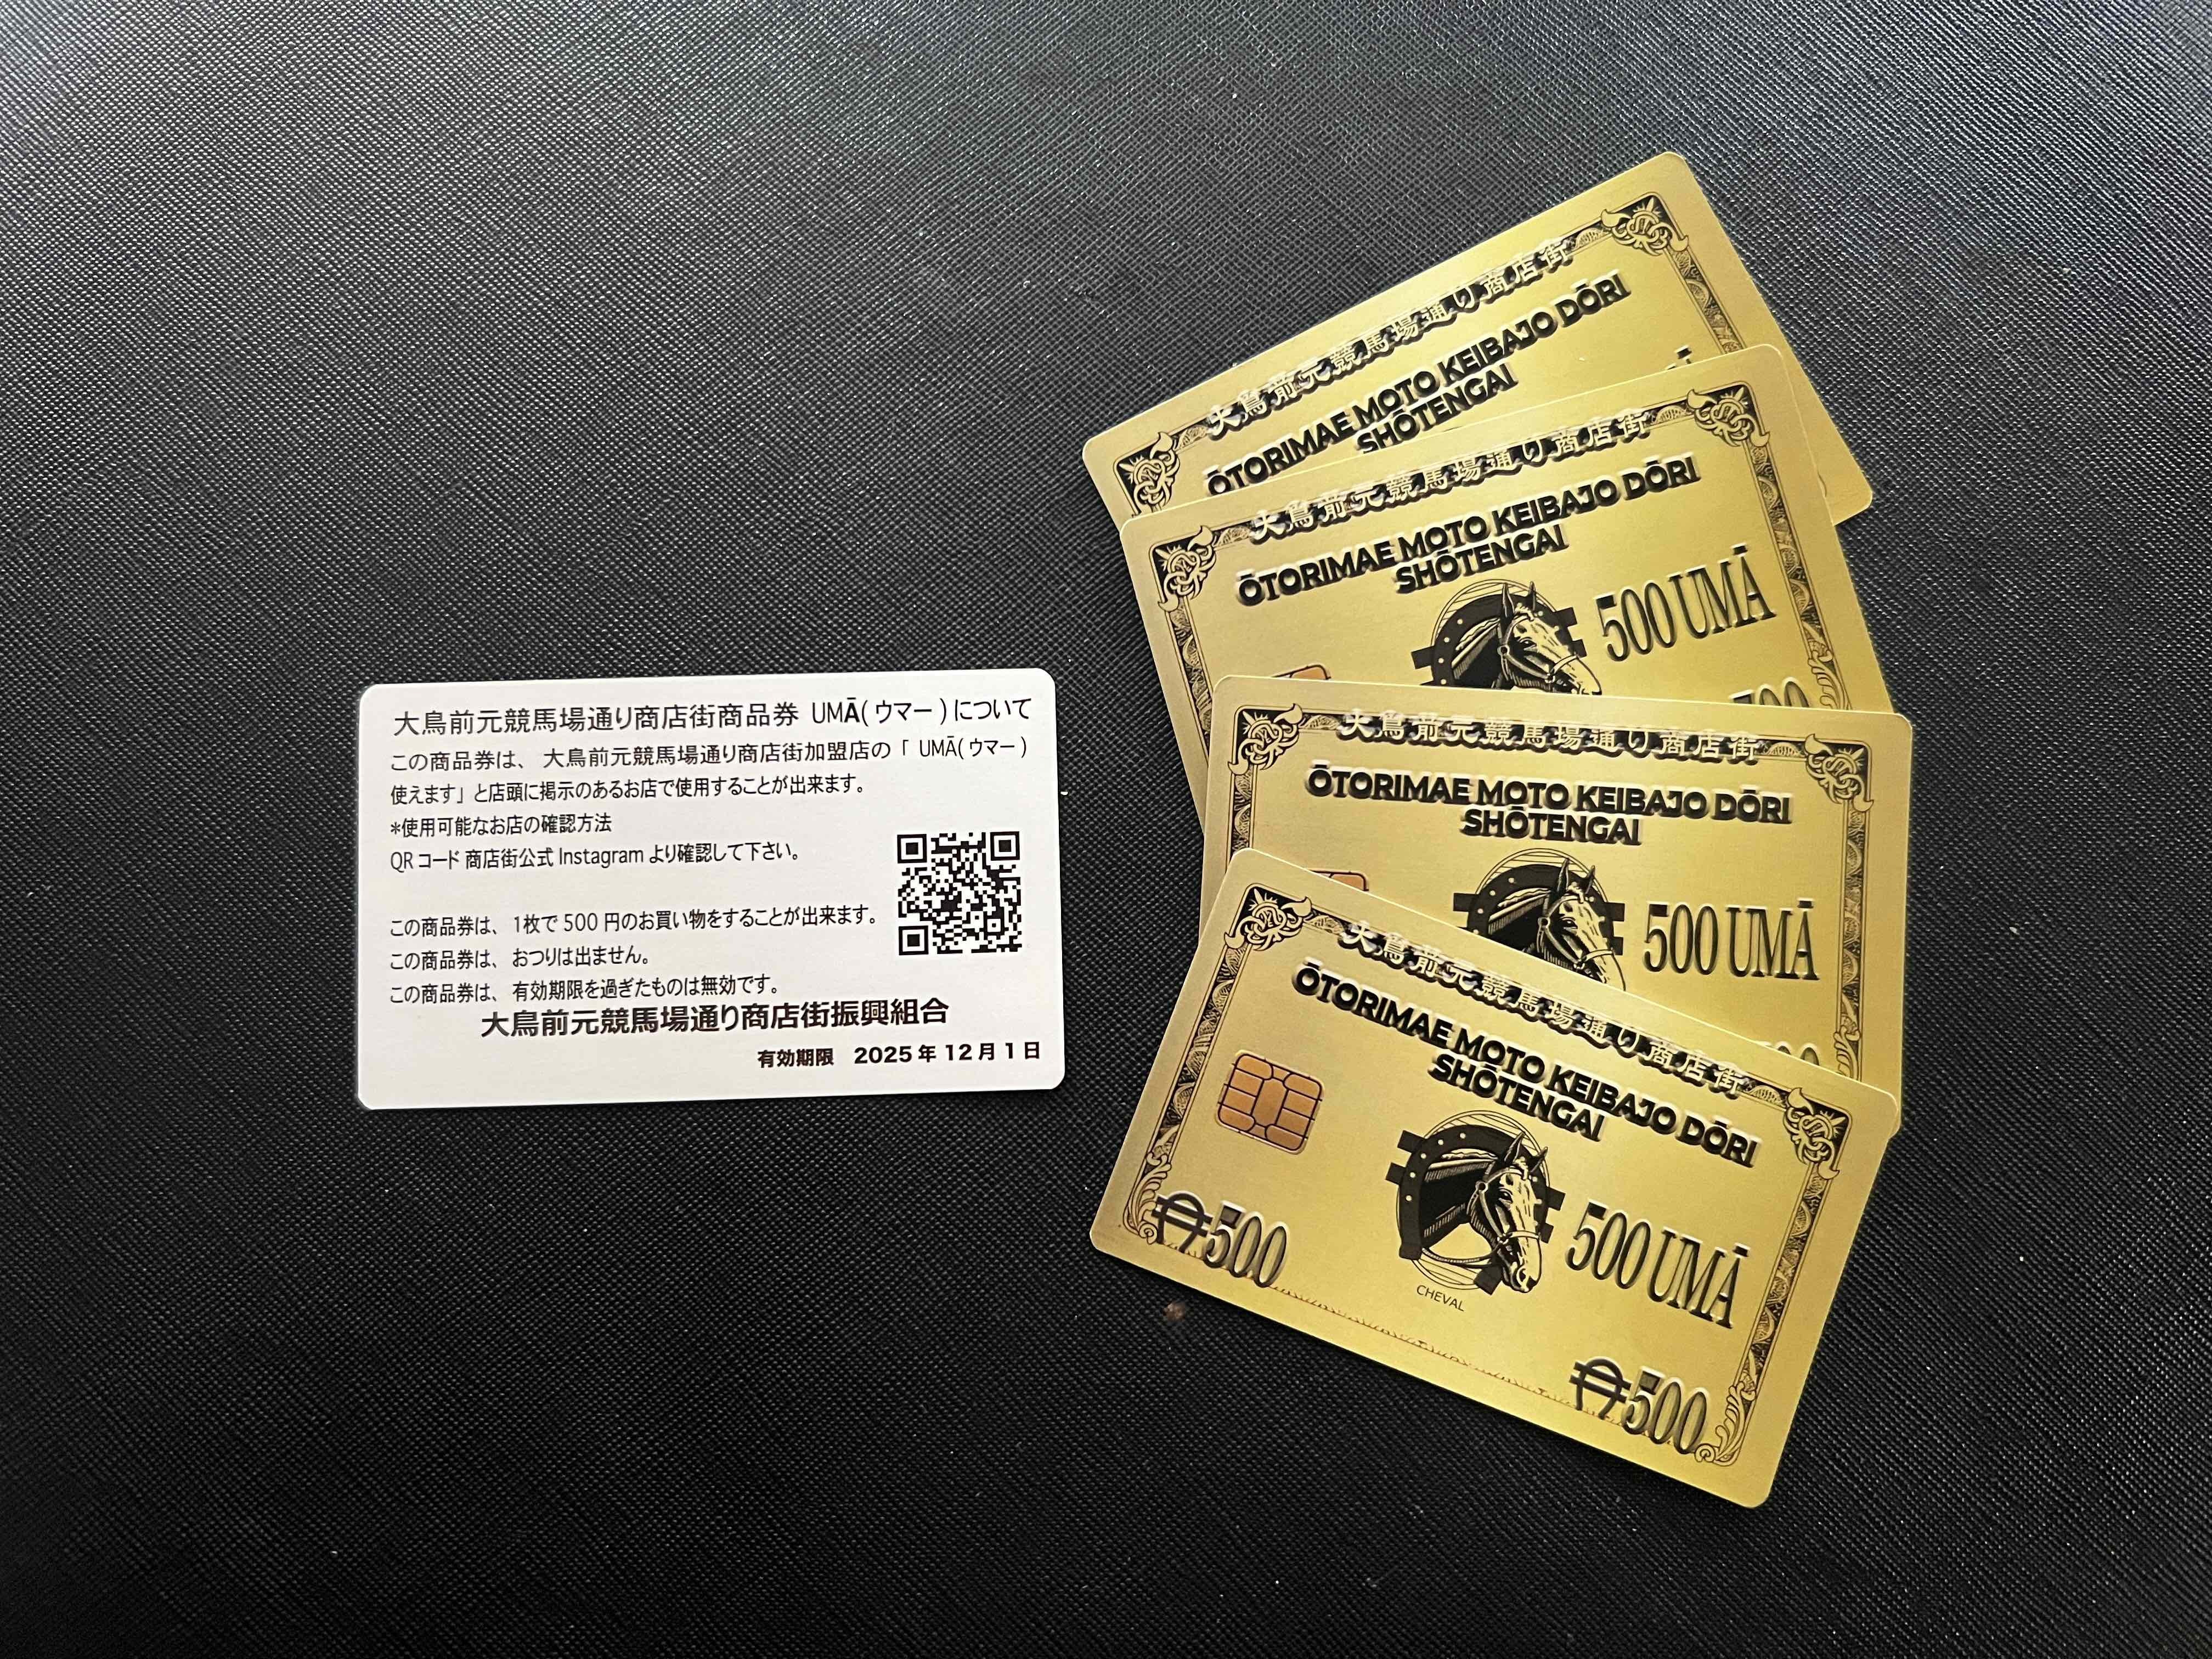 大鳥前元競馬場通り商店街商品券 UMĀ(ウマー)について
この商品券は、大鳥前元競馬場通り商店街加盟店の「UMĀ(ウマー)
使えます」と店頭に掲示のあるお店で使用することが出来ます。
*使用可能なお店の確認方法
QRコード 商店街公式 Instagram より確認して下さい。
この商品券は、1枚で 500 円のお買い物をすることが出来ます。
この商品券は、おつりは出ません。
この商品券は、有効期限を過ぎたものは無効です。
大鳥前元競馬場通り商店街振興組合
有効期限 2025年12月1日
大鳥前元競馬場通り商店街
ŌTORIMAE MOTO KEIBAJO DŌRI
SHŌTENGAI
大鳥前元競馬場通り商店街
ŌTORIMAE MOTO KEIBAJO DŌRI
SHŌTENGAI
500 UMĀ
大鳥前元競馬場通り商店街
ŌTORIMAE MOTO KEIBAJO DŌRI
SHŌTENGAI
500 UMĀ
大鳥前元競馬場通り商店街
ŌTORIMAE MOTO KEIBAJO DŌRI
SHŌTENGAI
500 UMĀ
500
CHEVAL
500